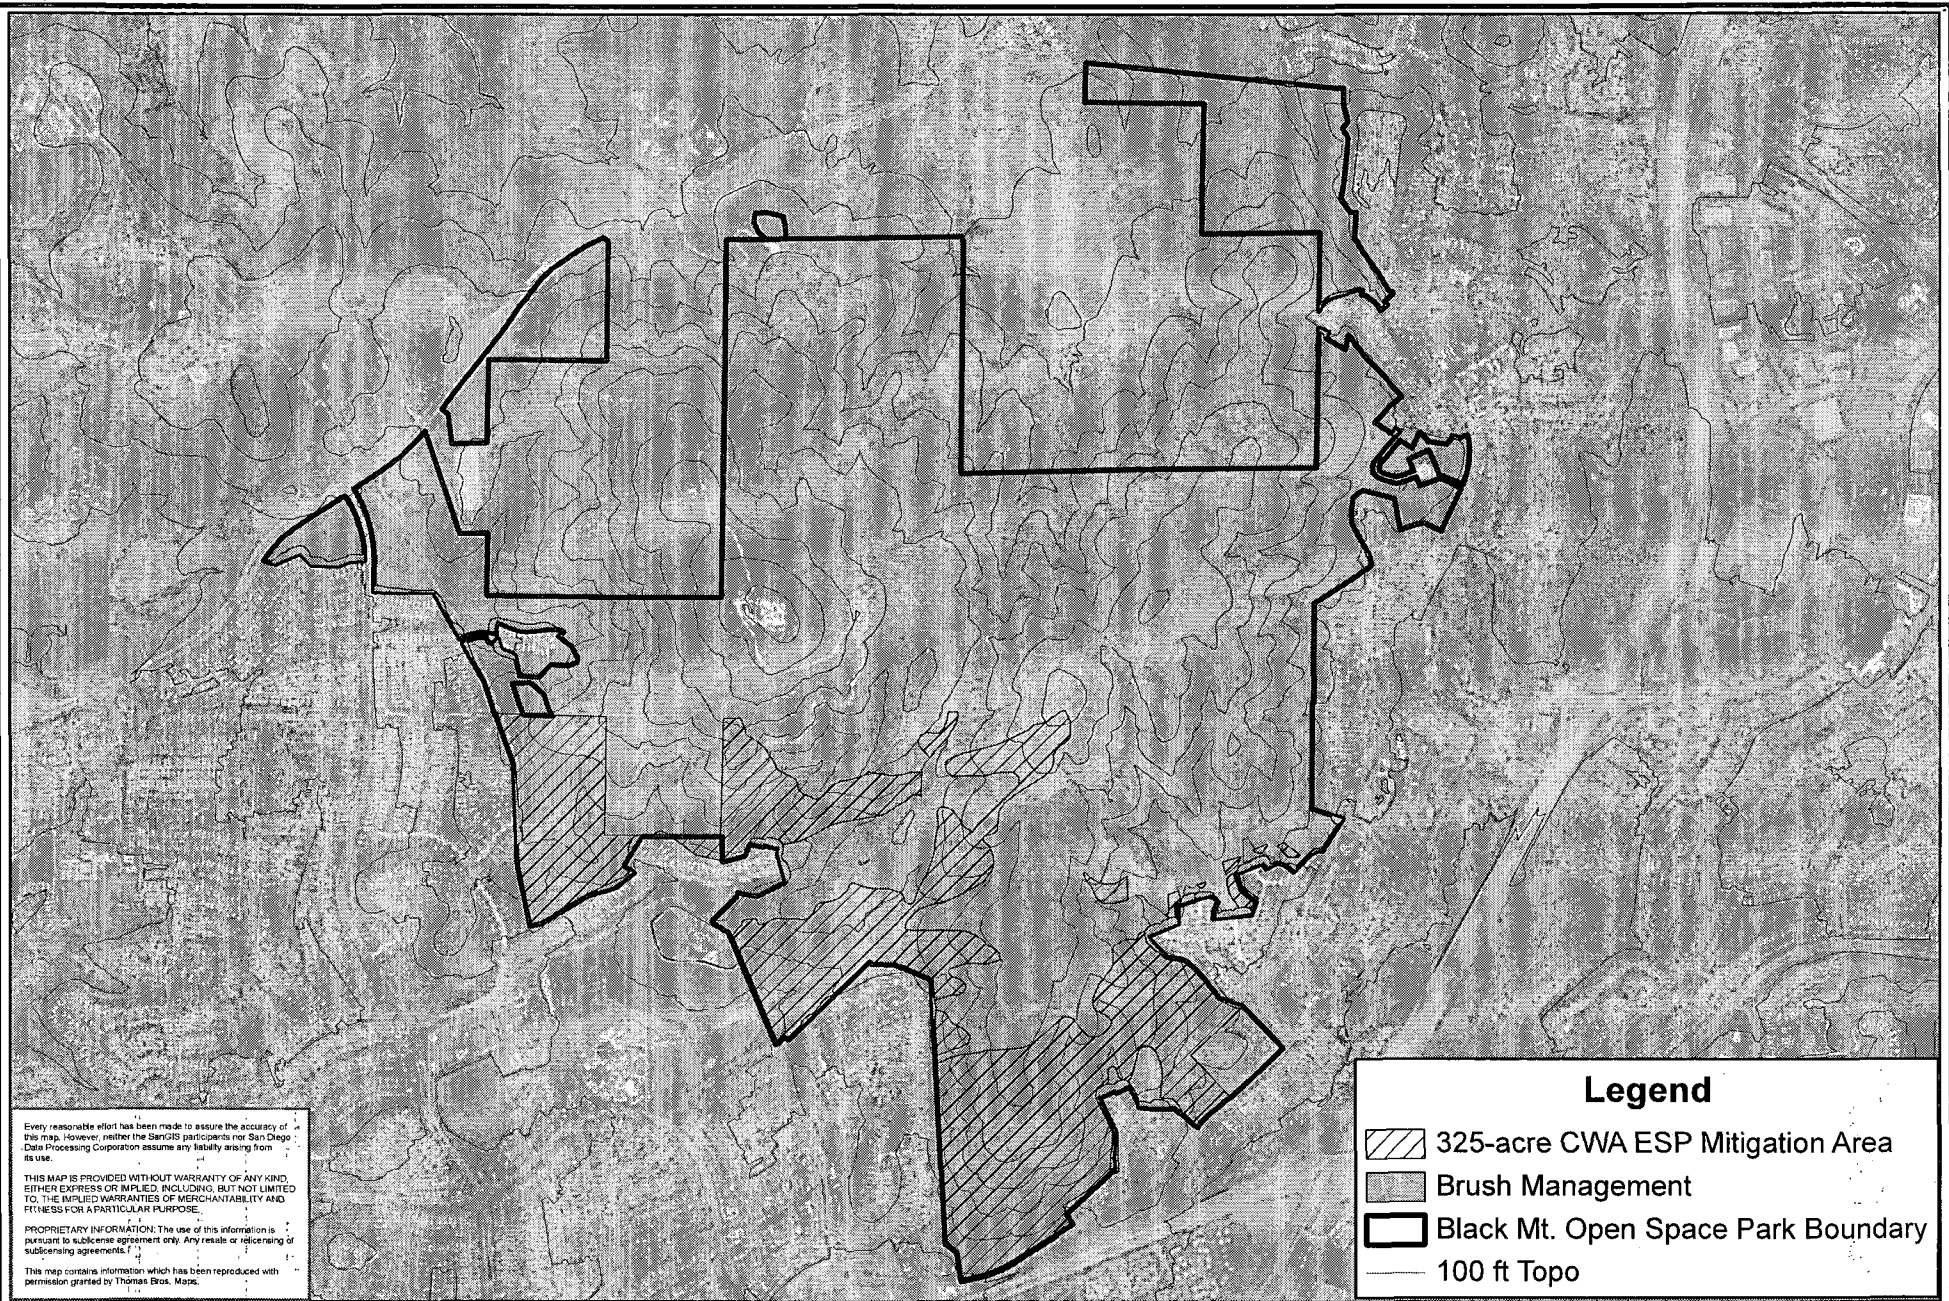 Every reasonable effort has been made to assure the accuracy of
this map. However, neither the SanGIS participants nor San Diego
Data Processing Corporation assume any liability arising from
its use.
THIS MAP IS PROVIDED WITHOUT WARRANTY OF ANY KIND,
EITHER EXPRESS OR IMPLIED, INCLUDING, BUT NOT LIMITED
TO, THE IMPLIED WARRANTIES OF MERCHANTABILITY AND
FITNESS FOR A PARTICULAR PURPOSE.
PROPRIETARY INFORMATION: The use of this information is
pursuant to sublicense agreement only. Any resale or relicensing of
sublicensing agreements.
This map contains information which has been reproduced with
permission granted by Thomas Bros. Maps.
Legend
325-acre CWA ESP Mitigation Area
Brush Management
Black Mt. Open Space Park Boundary
100 ft Topo